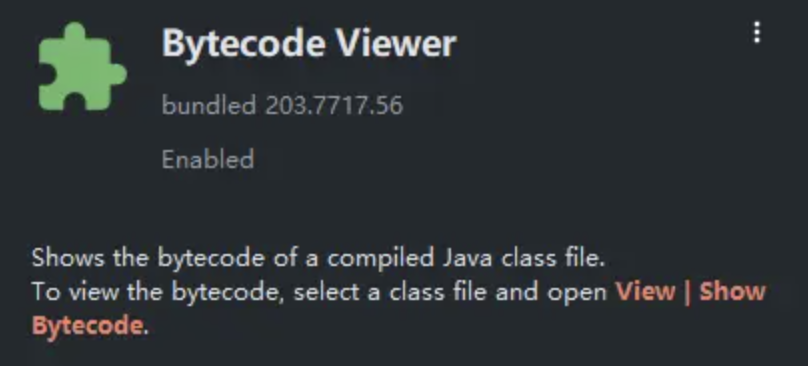 Bytecode Viewer
bundled 203.7717.56
Enabled
Shows the bytecode of a compiled Java class file.
To view the bytecode, select a class file and open View | Show
Bytecode.